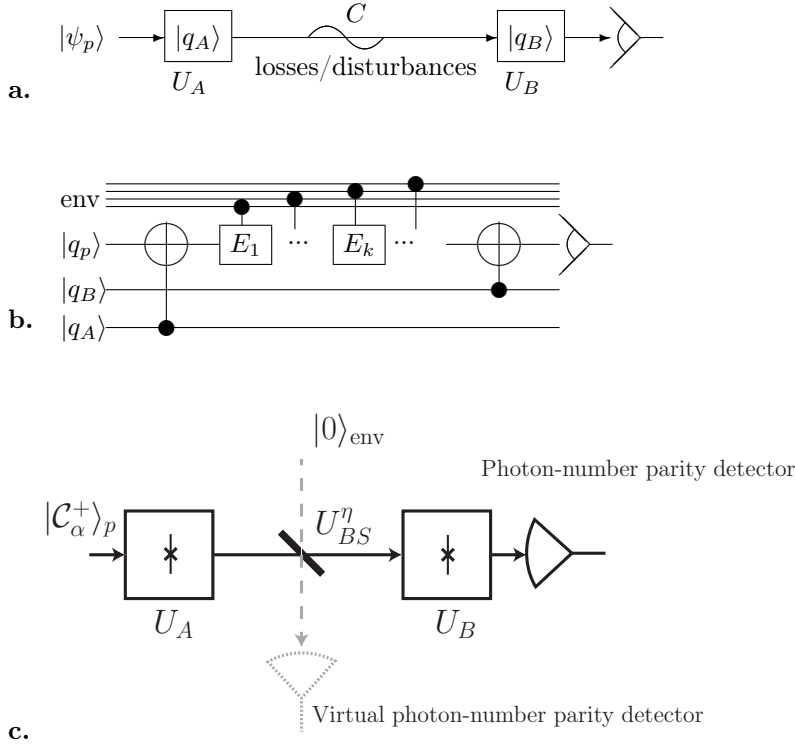 |ψ_p⟩ |q_A⟩ C |q_B⟩
losses/disturbances
U_A U_B
a.
env
|q_p⟩ E_1 ... E_k ...
|q_B⟩
b.
|q_A⟩
|0⟩_env
Photon-number parity detector
|𝒞_α^+⟩_p U_BS^η
U_A U_B
Virtual photon-number parity detector
c.